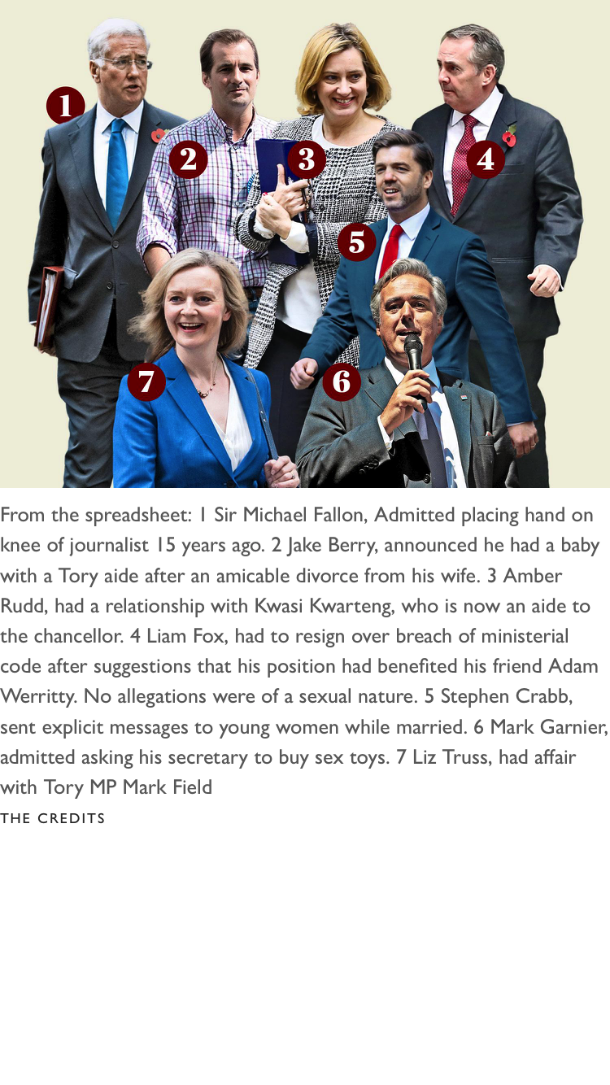 1
2
3
4
5
6
7
From the spreadsheet: 1 Sir Michael Fallon, Admitted placing hand on
knee of journalist 15 years ago. 2 Jake Berry, announced he had a baby
with a Tory aide after an amicable divorce from his wife. 3 Amber
Rudd, had a relationship with Kwasi Kwarteng, who is now an aide to
the chancellor. 4 Liam Fox, had to resign over breach of ministerial
code after suggestions that his position had benefited his friend Adam
Werritty. No allegations were of a sexual nature. 5 Stephen Crabb,
sent explicit messages to young women while married. 6 Mark Garnier,
admitted asking his secretary to buy sex toys. 7 Liz Truss, had affair
with Tory MP Mark Field
THE CREDITS